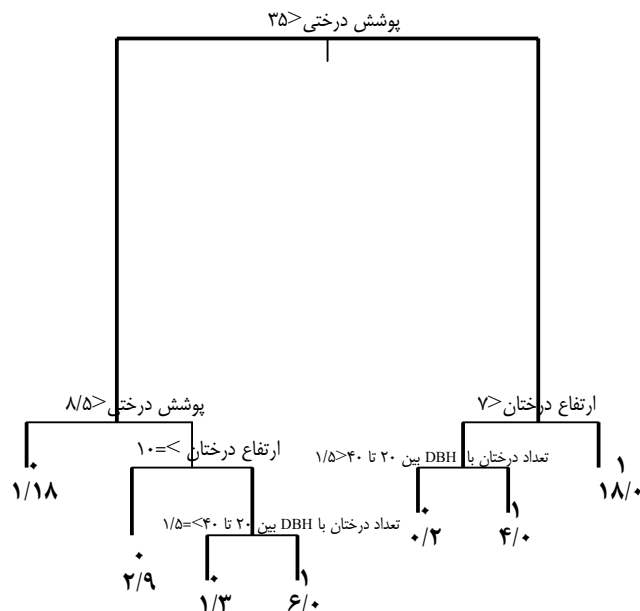 پوشش درختی<۳۵
پوشش درختی<۸/۵
ارتفاع درختان<۷
ارتفاع درختان >=۱۰
تعداد درختان با DBH بین ۲۰ تا ۴۰<۱/۵
۰
۱/۱۸
۱
۱۸/۰
۰
۰/۲
۱
۴/۰
تعداد درختان با DBH بین ۲۰ تا ۴۰>=۱/۵
۰
۲/۹
۰
۱/۳
۱
۶/۰